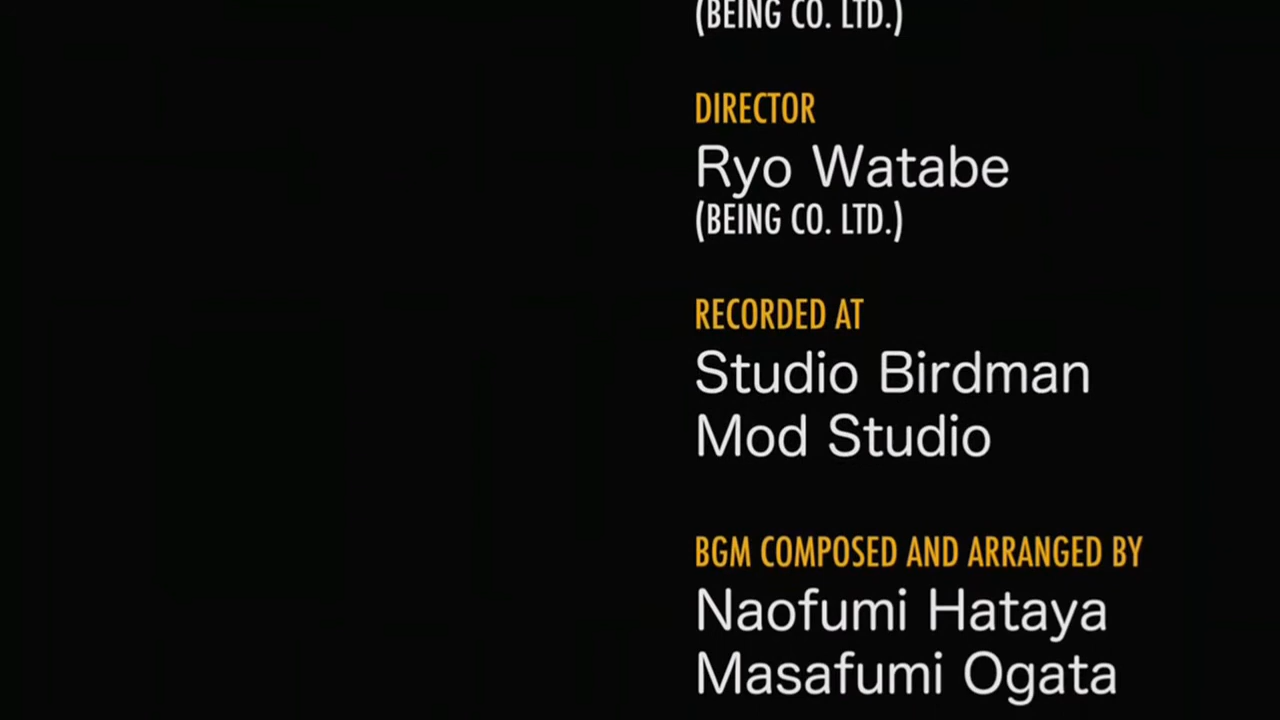 (BEING CO. LTD.)
DIRECTOR
Ryo Watabe
(BEING CO. LTD.)
RECORDED AT
Studio Birdman
Mod Studio
BGM COMPOSED AND ARRANGED BY
Naofumi Hataya
Masafumi Ogata